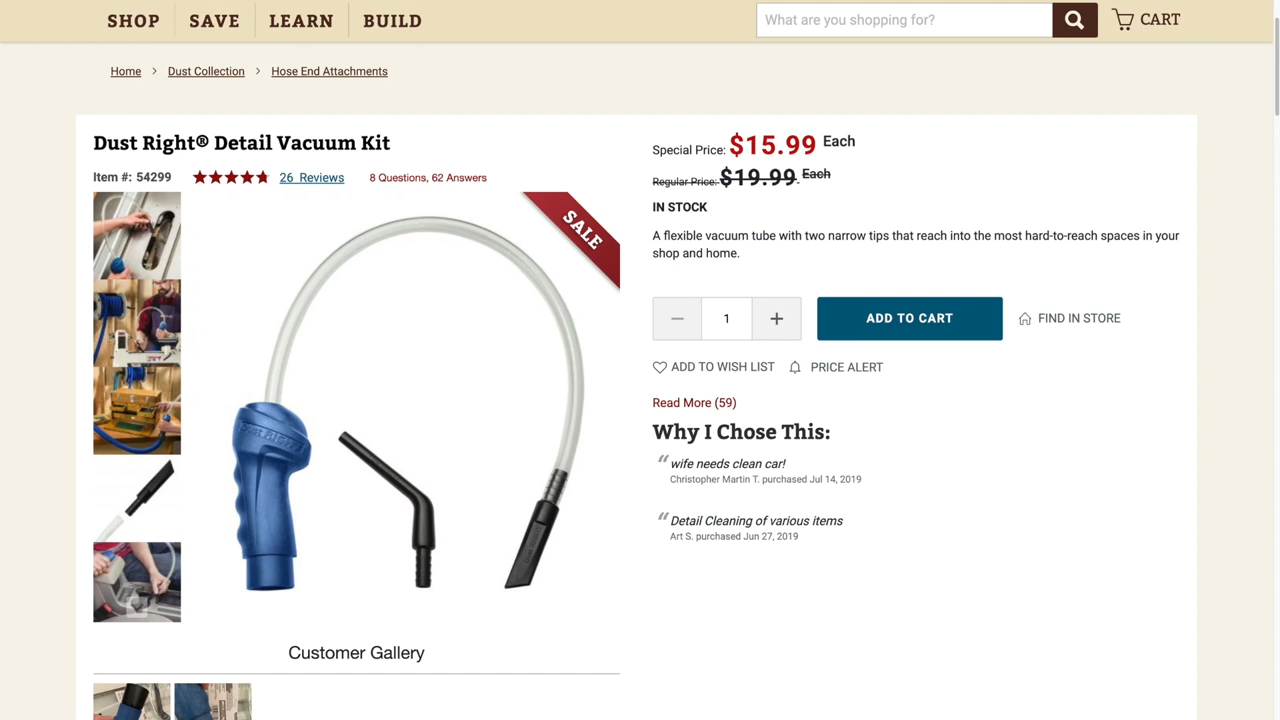 SHOP SAVE LEARN BUILD
What are you shopping for?
CART
Home > Dust Collection > Hose End Attachments
Dust Right® Detail Vacuum Kit
Item #: 54299 26 Reviews 8 Questions, 62 Answers
SALE
Dust Right
Special Price: $15.99 Each
Regular Price: $19.99 Each
IN STOCK
A flexible vacuum tube with two narrow tips that reach into the most hard-to-reach spaces in your
shop and home.
− 1 + ADD TO CART FIND IN STORE
ADD TO WISH LIST PRICE ALERT
Read More (59)
Why I Chose This:
“ wife needs clean car!
Christopher Martin T. purchased Jul 14, 2019
“ Detail Cleaning of various items
Art S. purchased Jun 27, 2019
Customer Gallery